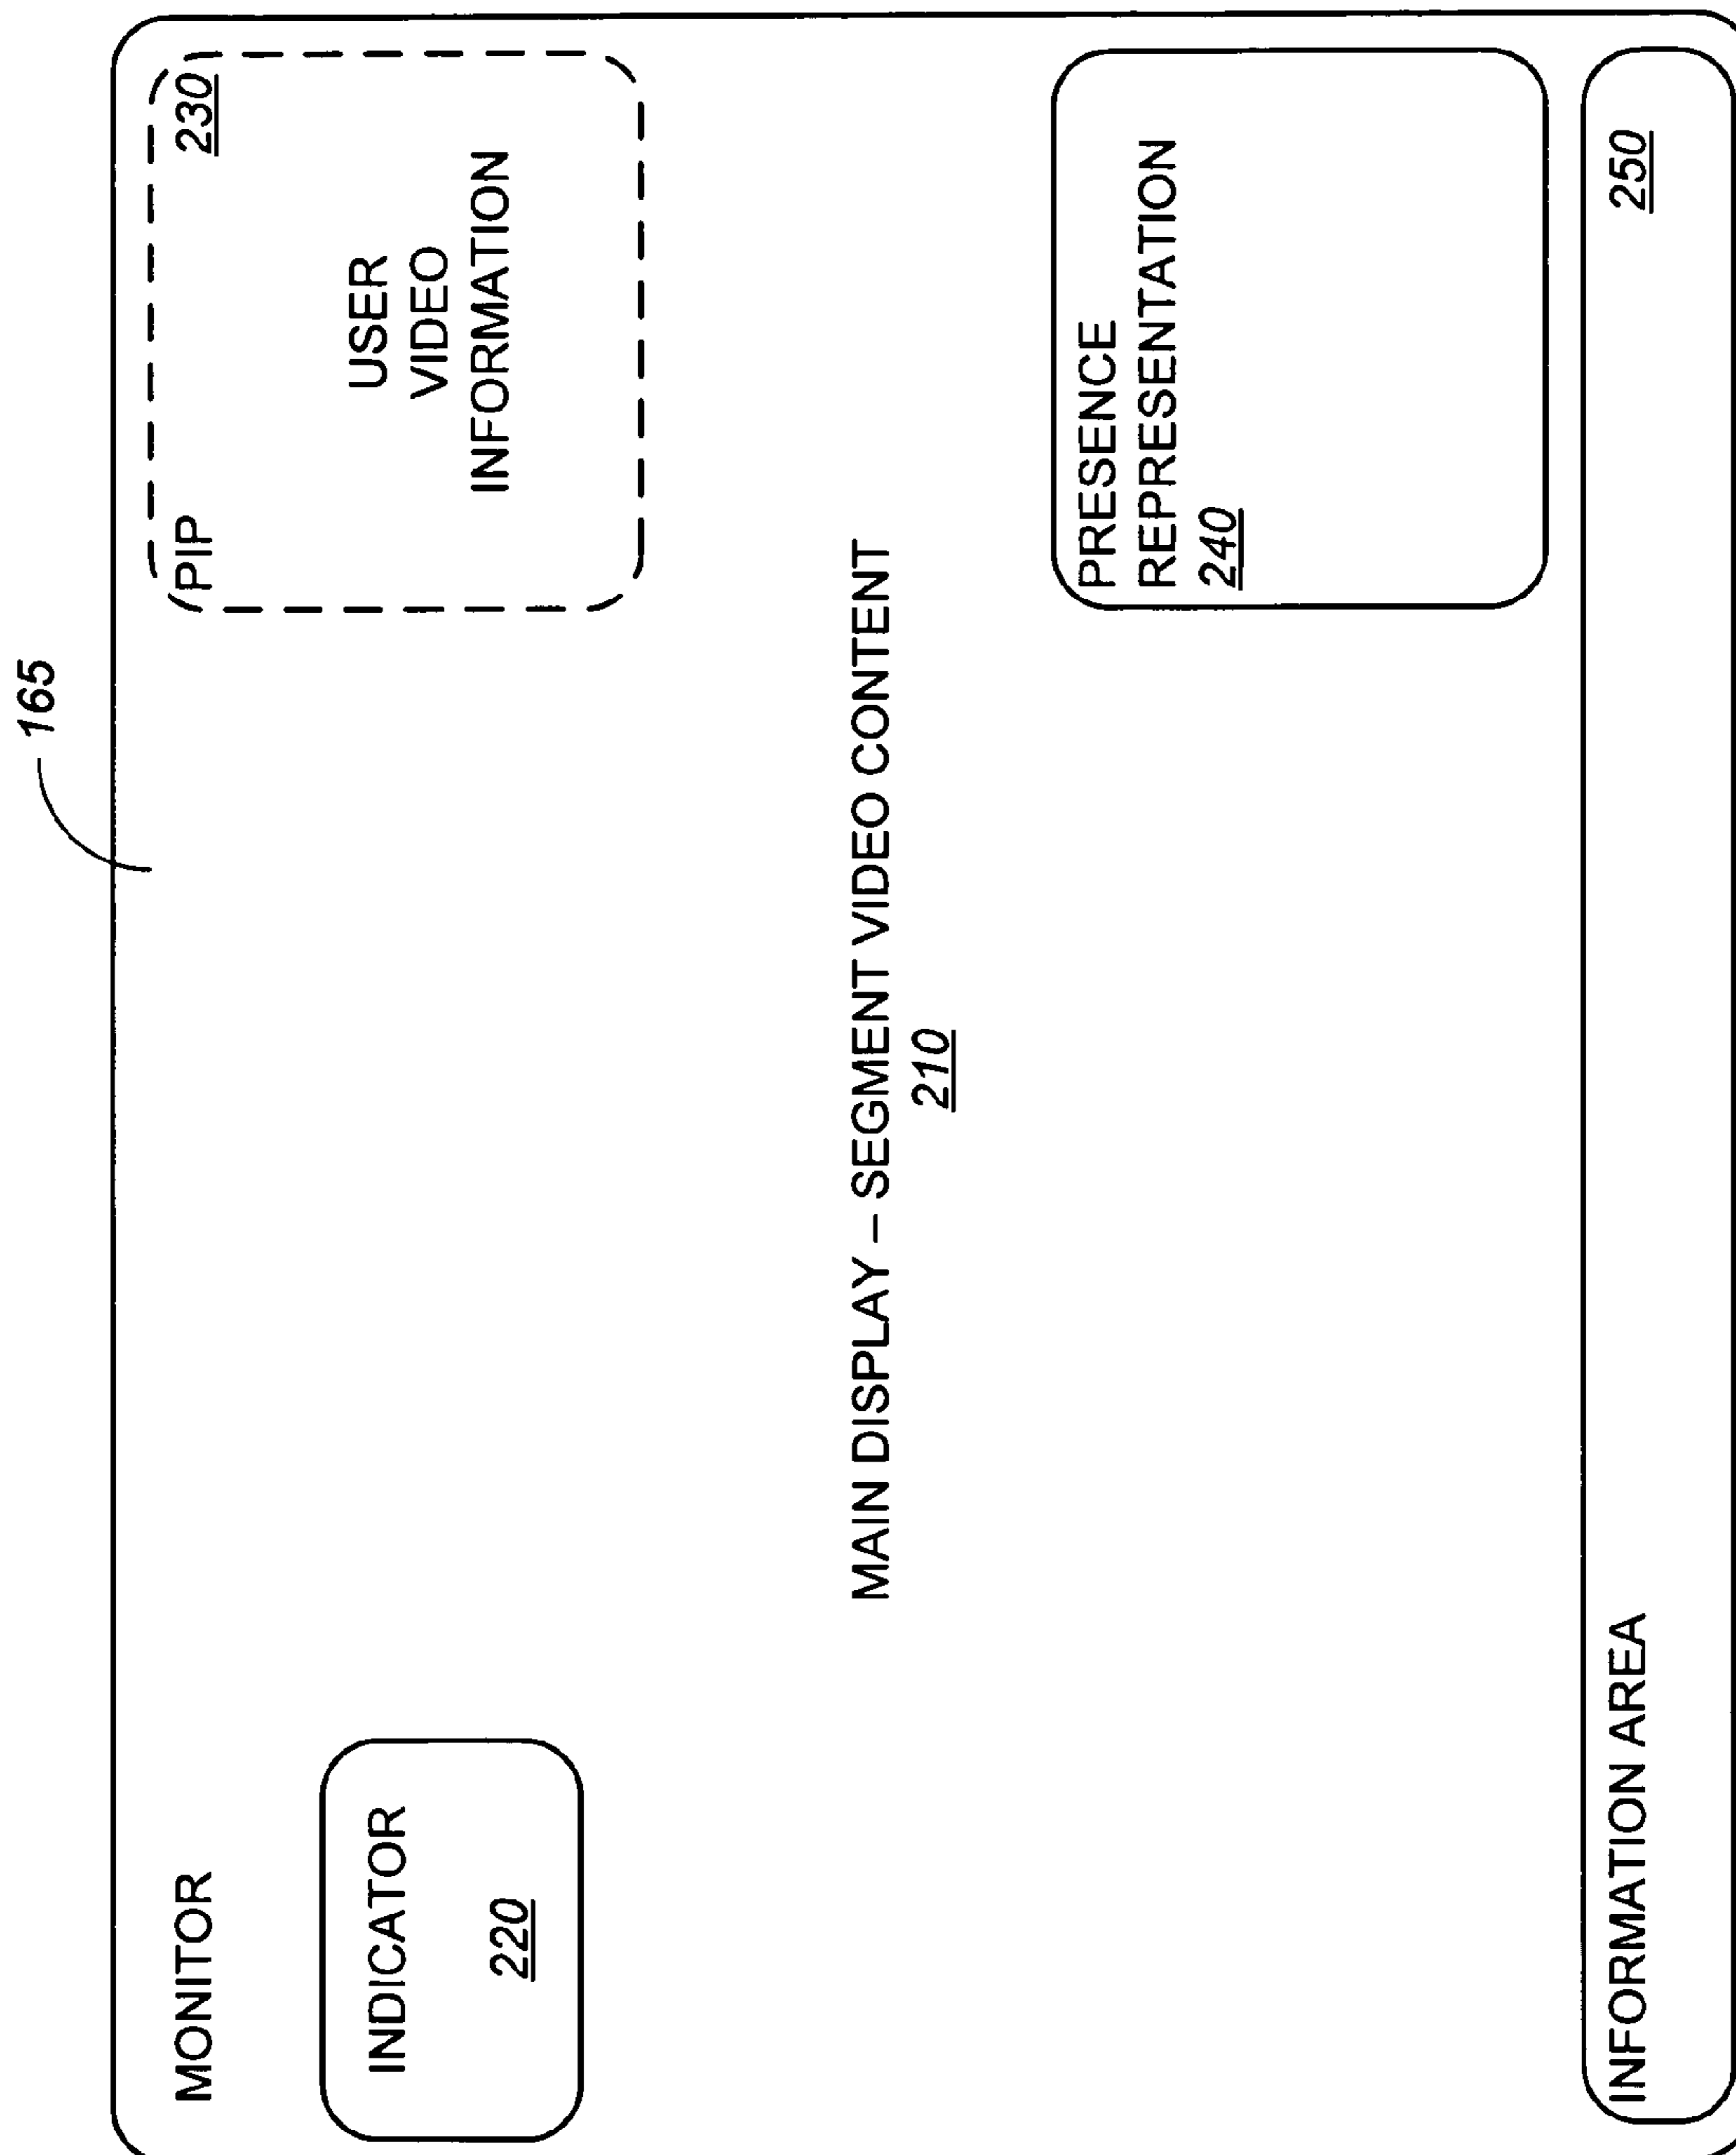 165
MONITOR
PIP
230
INDICATOR
220
USER
VIDEO
INFORMATION
MAIN DISPLAY – SEGMENT VIDEO CONTENT
210
PRESENCE
REPRESENTATION
240
INFORMATION AREA
250